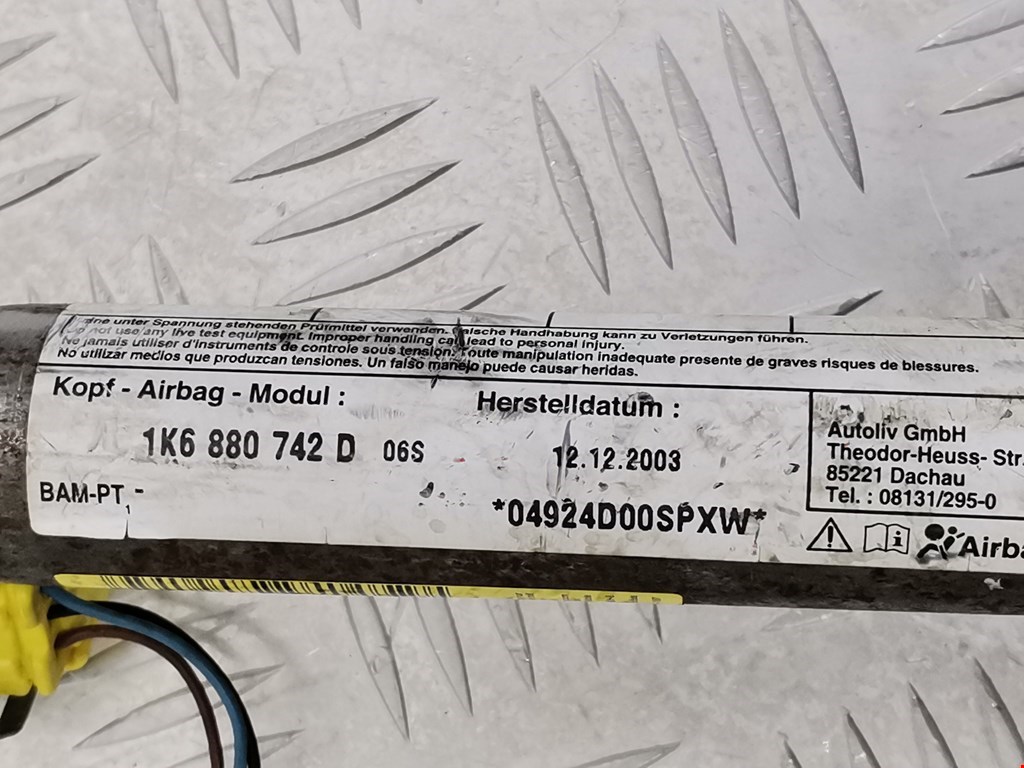 unter Spannung stehenden Prüfmittel verwenden. Falsche Handhabung kann zu Verletzungen führen.
not use any live test equipment. Improper handling can lead to personal injury.
Ne jamais utiliser d'instruments de controle sous tension. Toute manipulation inadequate presente de graves risques de blessures.
No utilizar medios que produzcan tensiones. Un falso manejo puede causar heridas.
Kopf - Airbag - Modul :
1K6 880 742 D 06S
BAM-PT -
Herstelldatum :
12.12.2003
*04924D00SPXW*
Autoliv GmbH
Theodor-Heuss- Str.
85221 Dachau
Tel. : 08131/295-0
Airba